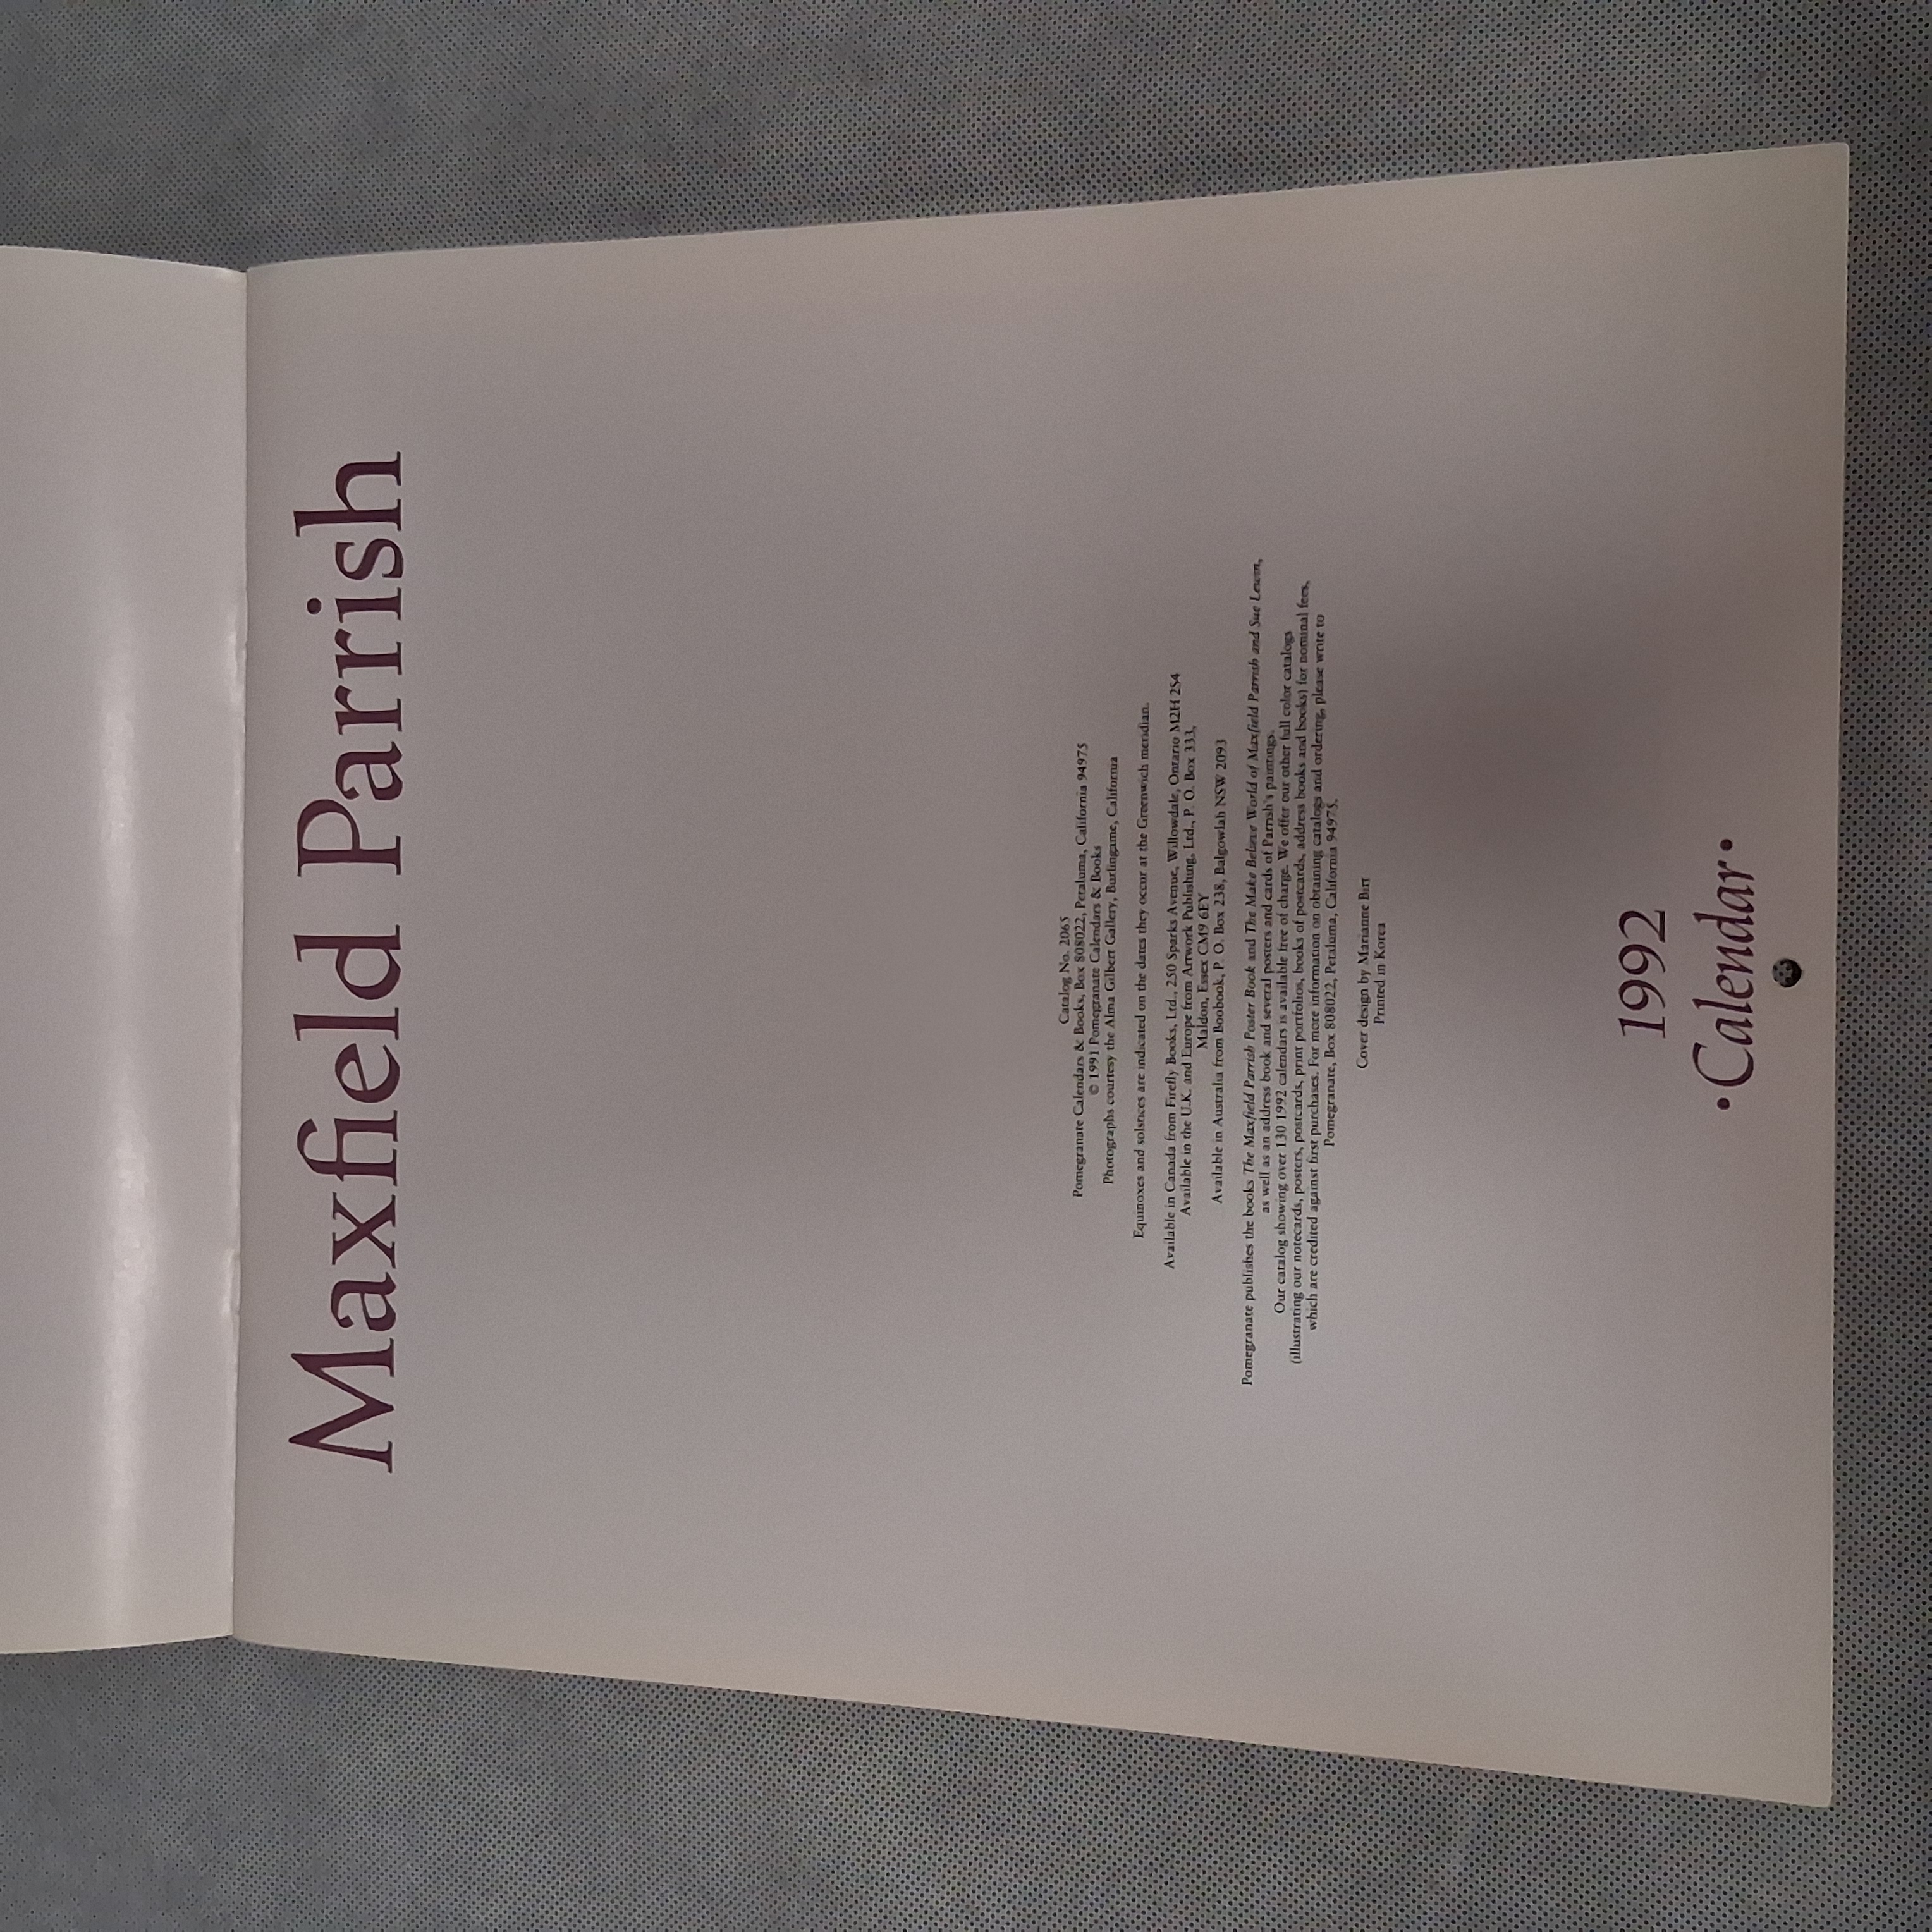 Maxfield Parrish
Catalog No. 2065
Pomegranate Calendars & Books, Box 808022, Petaluma, California 94975
© 1991 Pomegranate Calendars & Books
Photographs courtesy the Alma Gilbert Gallery, Burlingame, California
Equinoxes and solstices are indicated on the dates they occur at the Greenwich meridian.
Available in Canada from Firefly Books, Ltd., 250 Sparks Avenue, Willowdale, Ontario M2H 2S4
Available in the U.K. and Europe from Artwork Publishing, Ltd., P. O. Box 333,
Maldon, Essex CM9 6EY
Available in Australia from Boobook, P. O. Box 238, Balgowlah NSW 2093
Pomegranate publishes the books The Maxfield Parrish Poster Book and The Make Believe World of Maxfield Parrish and Sue Lewin,
as well as an address book and several posters and cards of Parrish's paintings.
Our catalog showing over 130 1992 calendars is available free of charge. We offer our other full color catalogs
(illustrating our notecards, posters, postcards, print portfolios, books of postcards, address books and books) for nominal fees,
which are credited against first purchases. For more information on obtaining catalogs and ordering, please write to
Pomegranate, Box 808022, Petaluma, California 94975.
Cover design by Marianne Birt
Printed in Korea
1992
• Calendar •